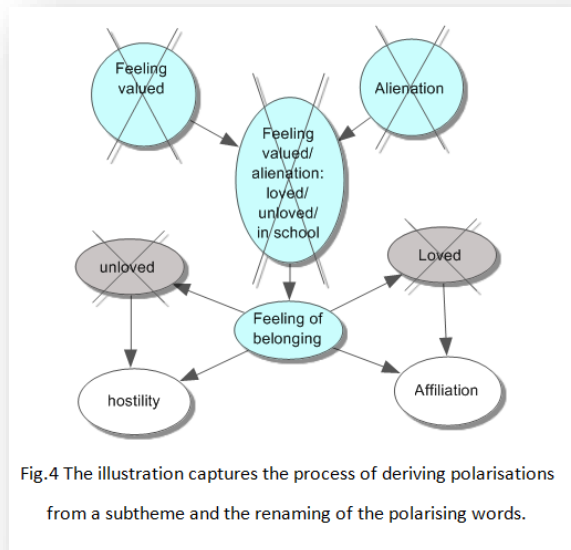 Feeling
valued
Alienation
Feeling
valued/
alienation:
loved/
unloved/
in school
unloved
Loved
Feeling of
belonging
hostility
Affiliation
Fig.4 The illustration captures the process of deriving polarisations
from a subtheme and the renaming of the polarising words.